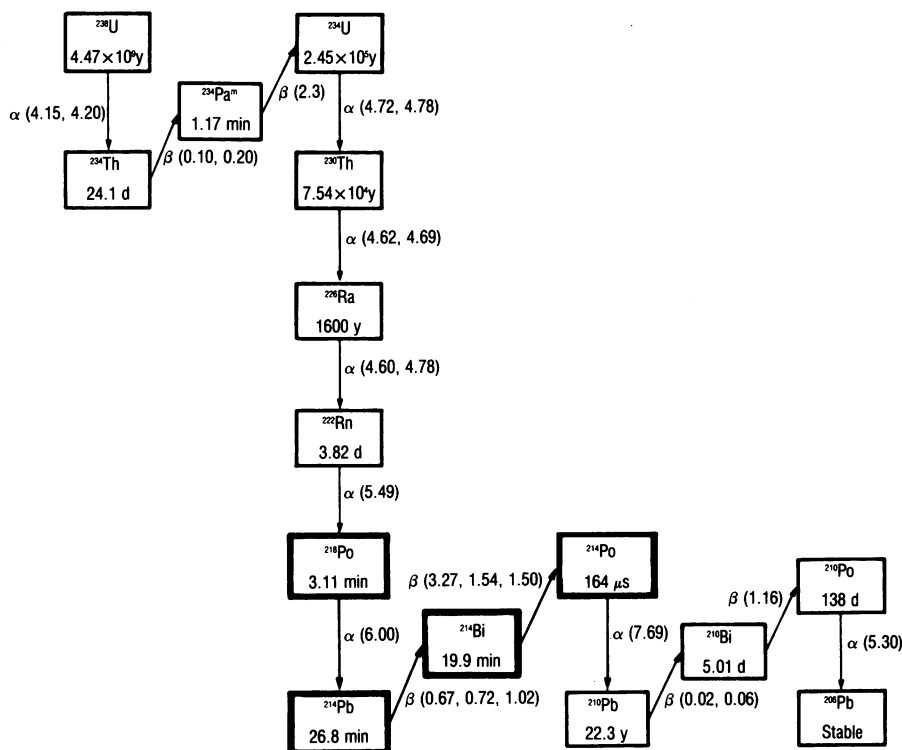 ²³⁸U
4.47×10⁹y
α (4.15, 4.20)
²³⁴Th
24.1 d
β (0.10, 0.20)
²³⁴Paᵐ
1.17 min
β (2.3)
²³⁴U
2.45×10⁵y
α (4.72, 4.78)
²³⁰Th
7.54×10⁴y
α (4.62, 4.69)
²²⁶Ra
1600 y
α (4.60, 4.78)
²²²Rn
3.82 d
α (5.49)
²¹⁸Po
3.11 min
α (6.00)
²¹⁴Pb
26.8 min
β (0.67, 0.72, 1.02)
²¹⁴Bi
19.9 min
β (3.27, 1.54, 1.50)
²¹⁴Po
164 μs
α (7.69)
²¹⁰Pb
22.3 y
β (0.02, 0.06)
²¹⁰Bi
5.01 d
β (1.16)
²¹⁰Po
138 d
α (5.30)
²⁰⁶Pb
Stable